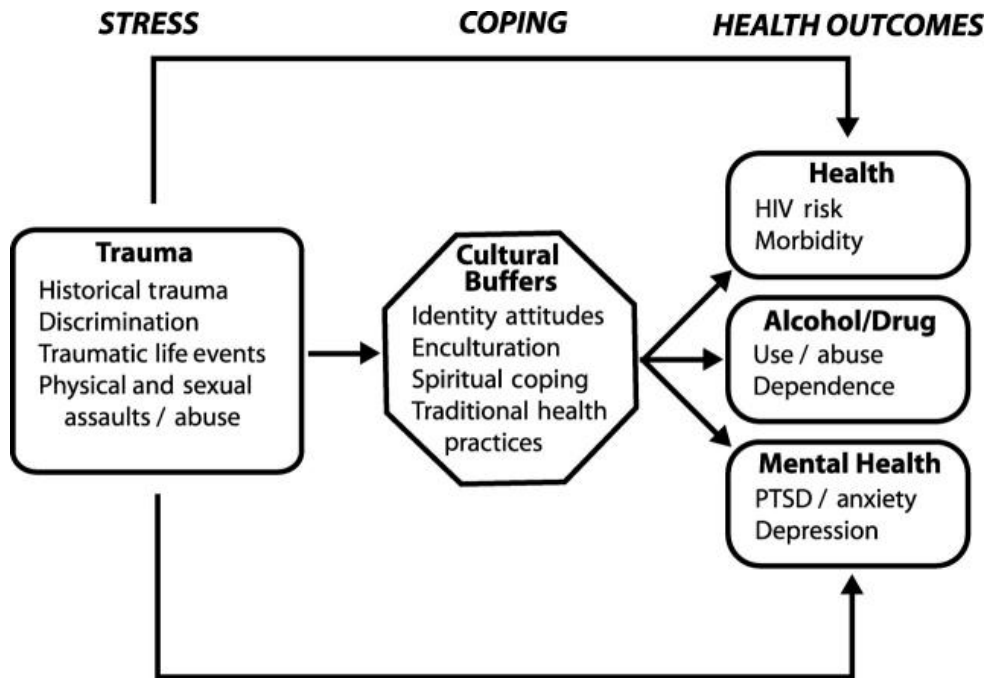 STRESS
COPING
HEALTH OUTCOMES
Trauma
Historical trauma
Discrimination
Traumatic life events
Physical and sexual
assaults / abuse
Cultural
Buffers
Identity attitudes
Enculturation
Spiritual coping
Traditional health
practices
Health
HIV risk
Morbidity
Alcohol/Drug
Use / abuse
Dependence
Mental Health
PTSD / anxiety
Depression